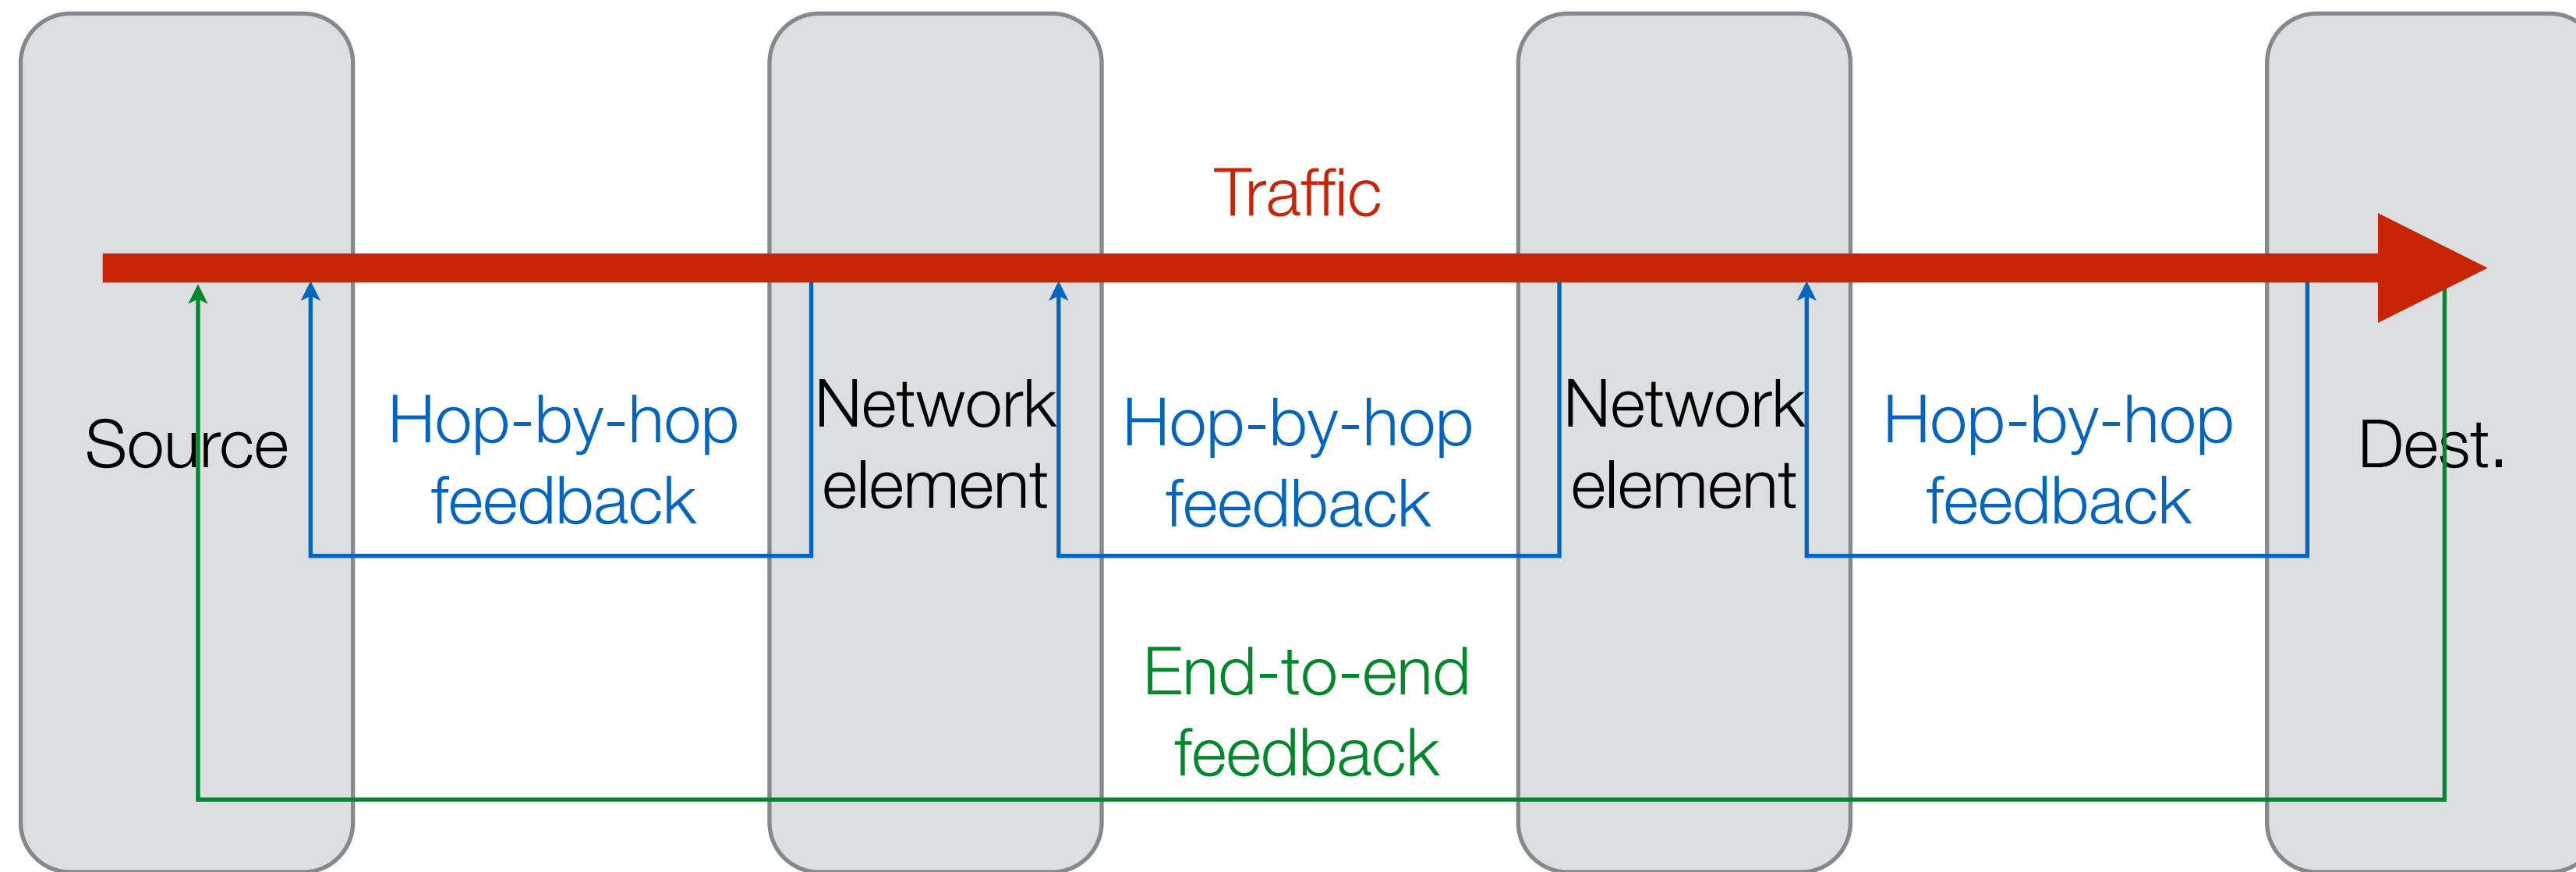 Traffic
Source
Hop-by-hop
feedback
Network
element
Hop-by-hop
feedback
Network
element
Hop-by-hop
feedback
Dest.
End-to-end
feedback